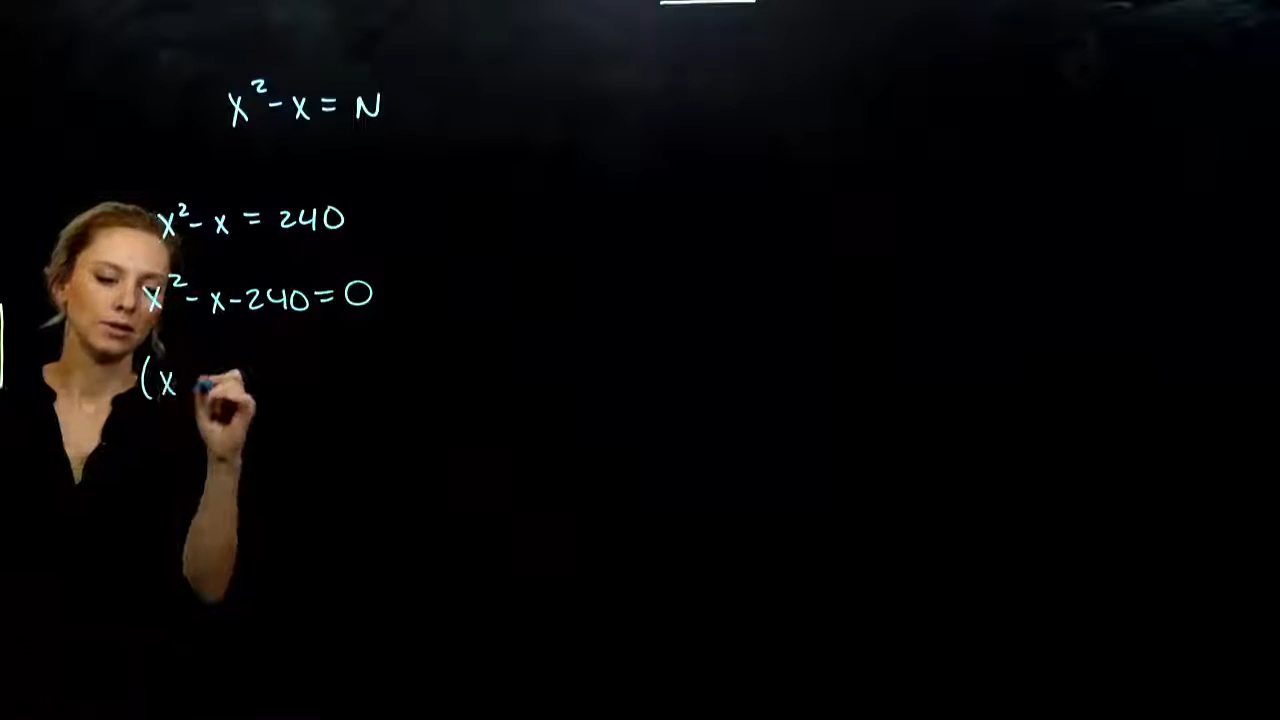 x² - x = N
x² - x = 240
x² - x - 240 = 0
(x